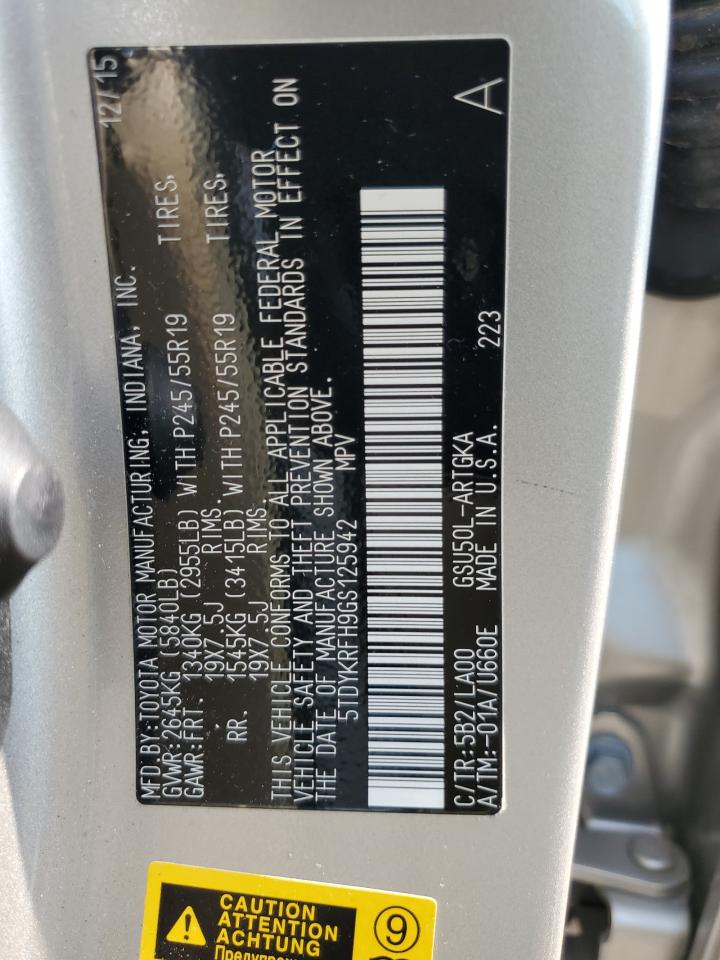 MFD.BY:TOYOTA MOTOR MANUFACTURING, INDIANA, INC. 12/15
GVWR:2645KG (5840LB)
GAWR:FRT. 1340KG (2955LB) WITH P245/55R19 TIRES,
19X7.5J RIMS.
RR. 1545KG (3415LB) WITH P245/55R19 TIRES,
19X7.5J RIMS.
THIS VEHICLE CONFORMS TO ALL APPLICABLE FEDERAL MOTOR
VEHICLE SAFETY AND THEFT PREVENTION STANDARDS IN EFFECT ON
THE DATE OF MANUFACTURE SHOWN ABOVE.
5TDYKRFH9GS125942 MPV
C/TR:5B2/LA00 GSU50L-ARTGKA A
A/TM:-01A/U660E MADE IN U.S.A. 223
CAUTION
ATTENTION
ACHTUNG
9